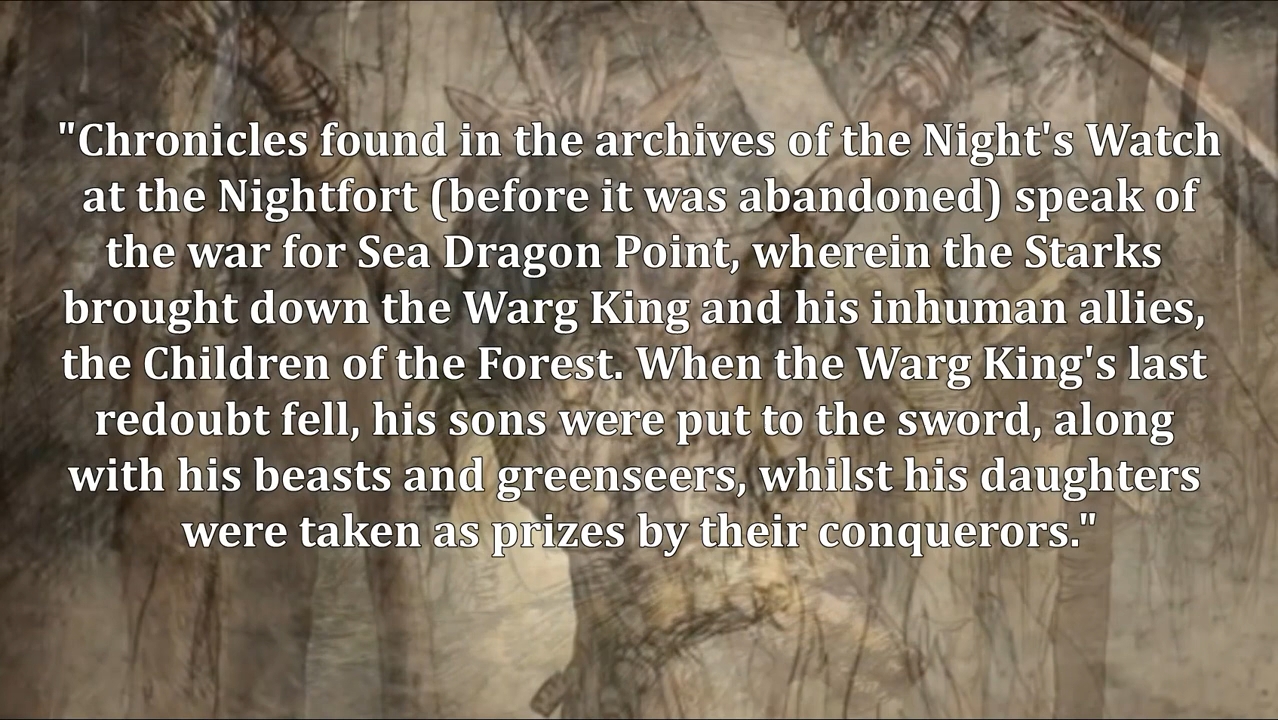 "Chronicles found in the archives of the Night's Watch
at the Nightfort (before it was abandoned) speak of
the war for Sea Dragon Point, wherein the Starks
brought down the Warg King and his inhuman allies,
the Children of the Forest. When the Warg King's last
redoubt fell, his sons were put to the sword, along
with his beasts and greenseers, whilst his daughters
were taken as prizes by their conquerors."